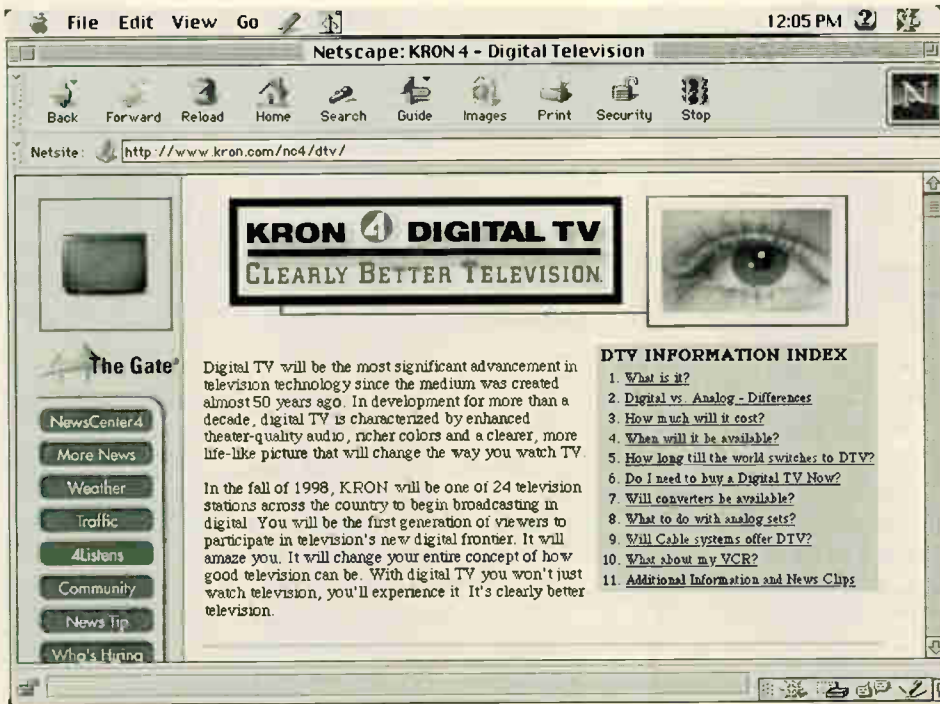 File Edit View Go 12:05 PM
Netscape: KRON 4 - Digital Television
Back Forward Reload Home Search Guide Images Print Security Stop
N
Netsite: http://www.kron.com/nc4/dtv/
KRON 4 DIGITAL TV
CLEARLY BETTER TELEVISION.
The Gate
NewsCenter4
More News
Weather
Traffic
4Listens
Community
News Tip
Who's Hiring
Digital TV will be the most significant advancement in
television technology since the medium was created
almost 50 years ago. In development for more than a
decade, digital TV is characterized by enhanced
theater-quality audio, richer colors and a clearer, more
life-like picture that will change the way you watch TV.
In the fall of 1998, KRON will be one of 24 television
stations across the country to begin broadcasting in
digital. You will be the first generation of viewers to
participate in television's new digital frontier. It will
amaze you. It will change your entire concept of how
good television can be. With digital TV you won't just
watch television, you'll experience it. It's clearly better
television.
DTV INFORMATION INDEX
1. What is it?
2. Digital vs. Analog - Differences
3. How much will it cost?
4. When will it be available?
5. How long till the world switches to DTV?
6. Do I need to buy a Digital TV Now?
7. Will converters be available?
8. What to do with analog sets?
9. Will Cable systems offer DTV?
10. What about my VCR?
11. Additional Information and News Clips